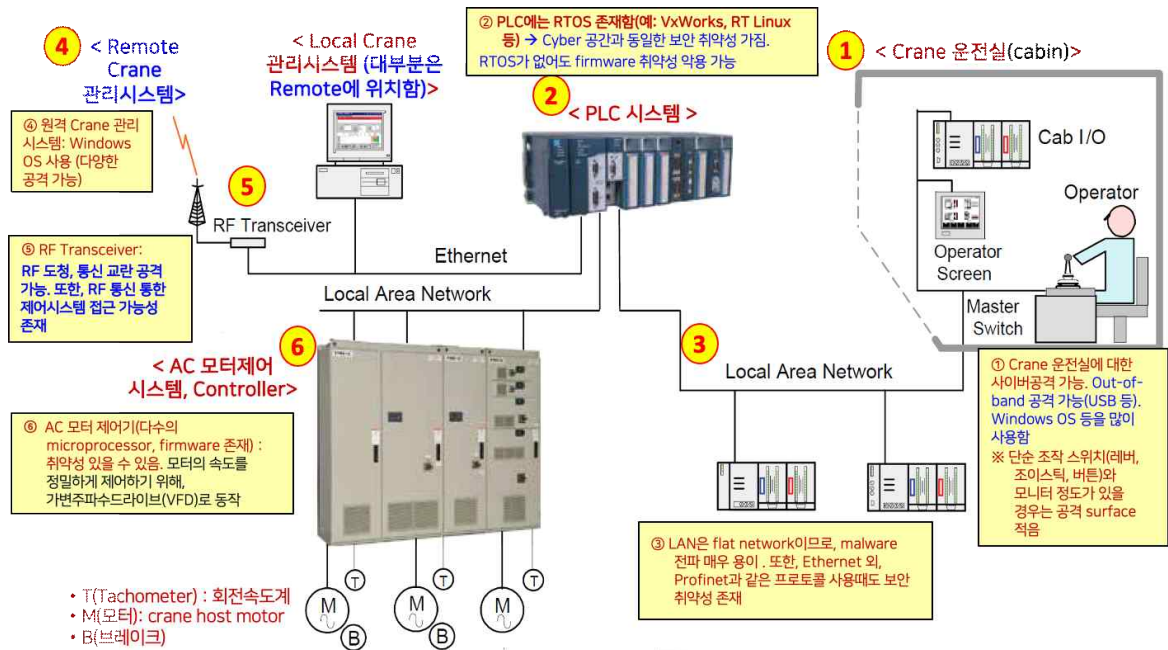 ② PLC에는 RTOS 존재함(예: VxWorks, RT Linux
등) → Cyber 공간과 동일한 보안 취약성 가짐.
RTOS가 없어도 firmware 취약성 악용 가능
4
< Remote
Crane
관리시스템>
< Local Crane
관리시스템 (대부분은
Remote에 위치함)>
2
< PLC 시스템 >
1
< Crane 운전실(cabin)>
④ 원격 Crane 관리
시스템: Windows
OS 사용 (다양한
공격 가능)
5
RF Transceiver
Cab I/O
Operator
Operator
Screen
Master
Switch
⑤ RF Transceiver:
RF 도청, 통신 교란 공격
가능. 또한, RF 통신 통한
제어시스템 접근 가능성
존재
Ethernet
Local Area Network
6
< AC 모터제어
시스템, Controller>
3
Local Area Network
① Crane 운전실에 대한
사이버공격 가능. Out-of-
band 공격 가능(USB 등).
Windows OS 등을 많이
사용함
※ 단순 조작 스위치(레버,
조이스틱, 버튼)와
모니터 정도가 있을
경우는 공격 surface
적음
⑥ AC 모터 제어기(다수의
microprocessor, firmware 존재) :
취약성 있을 수 있음. 모터의 속도를
정밀하게 제어하기 위해,
가변주파수드라이브(VFD)로 동작
③ LAN은 flat network이므로, malware
전파 매우 용이 . 또한, Ethernet 외,
Profinet과 같은 프로토콜 사용때도 보안
취약성 존재
T
T
T
M
M
M
B
B
• T(Tachometer) : 회전속도계
• M(모터): crane host motor
• B(브레이크)